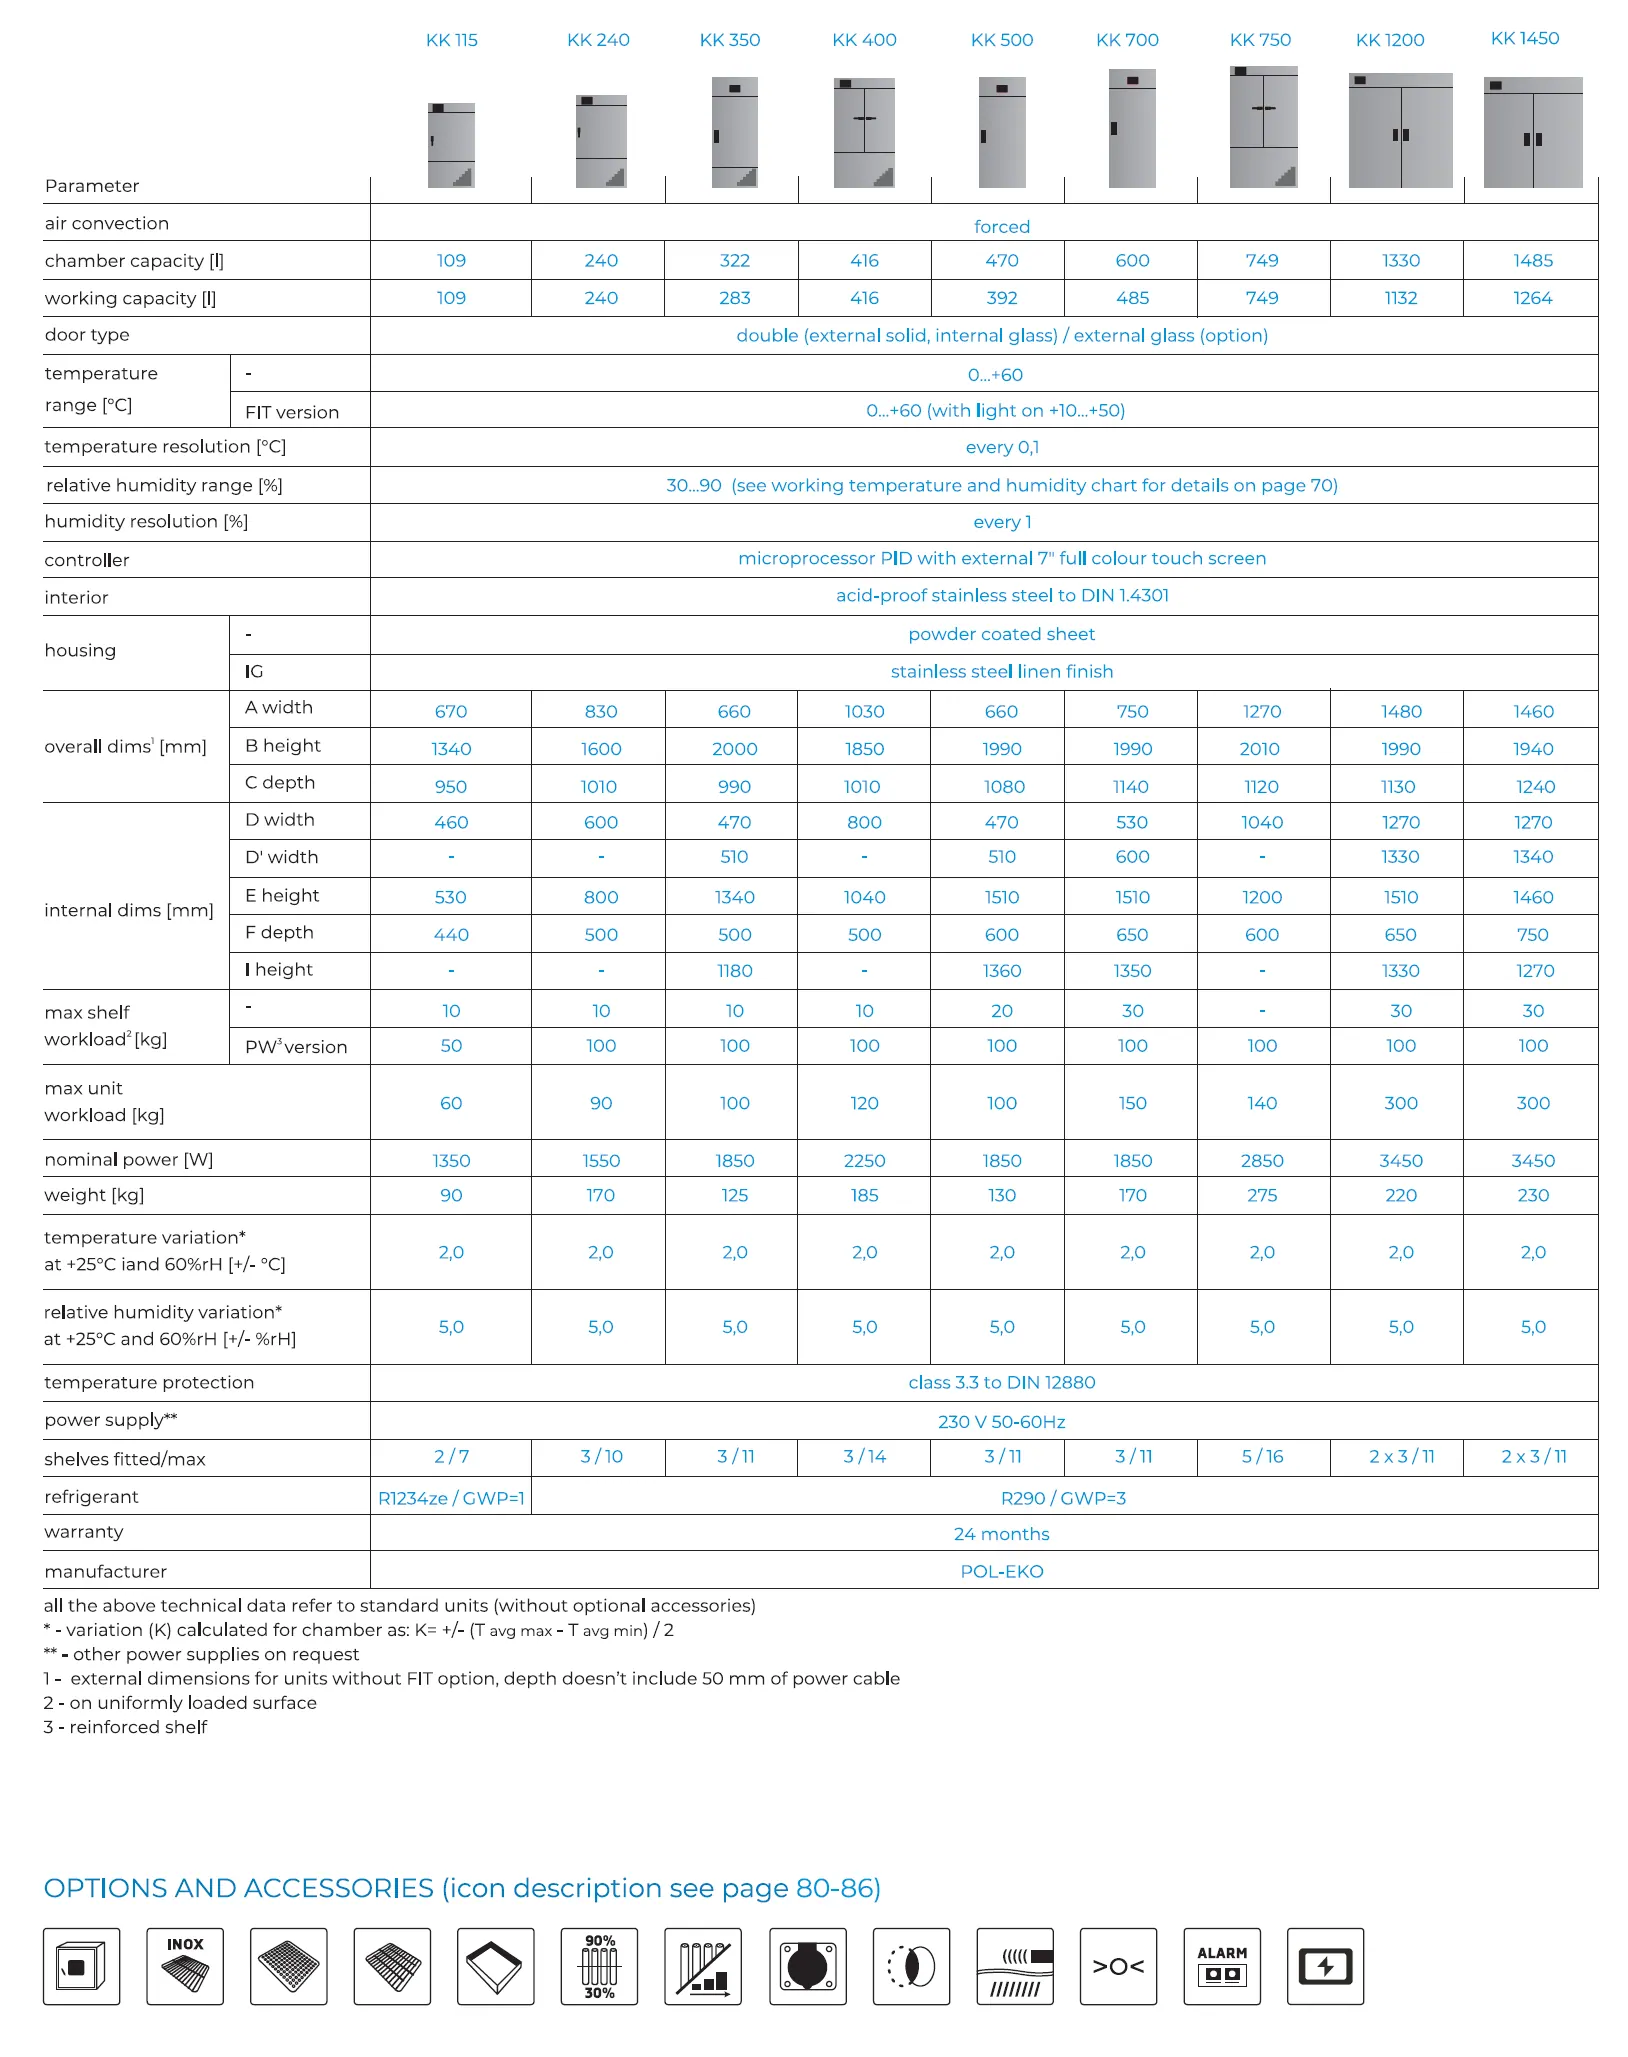 KK 115 KK 240 KK 350 KK 400 KK 500 KK 700 KK 750 KK 1200 KK 1450
Parameter
air convection forced
chamber capacity [l] 109 240 322 416 470 600 749 1330 1485
working capacity [l] 109 240 283 416 392 485 749 1132 1264
door type double (external solid, internal glass) / external glass (option)
temperature range [°C] - 0...+60
FIT version 0...+60 (with light on +10...+50)
temperature resolution [°C] every 0,1
relative humidity range [%] 30...90 (see working temperature and humidity chart for details on page 70)
humidity resolution [%] every 1
controller microprocessor PID with external 7" full colour touch screen
interior acid-proof stainless steel to DIN 1.4301
housing - powder coated sheet
IG stainless steel linen finish
overall dims¹ [mm] A width 670 830 660 1030 660 750 1270 1480 1460
B height 1340 1600 2000 1850 1990 1990 2010 1990 1940
C depth 950 1010 990 1010 1080 1140 1120 1130 1240
internal dims [mm] D width 460 600 470 800 470 530 1040 1270 1270
D' width - - 510 - 510 600 - 1330 1340
E height 530 800 1340 1040 1510 1510 1200 1510 1460
F depth 440 500 500 500 600 650 600 650 750
I height - - 1180 - 1360 1350 - 1330 1270
max shelf workload² [kg] - 10 10 10 10 20 30 - 30 30
PW³ version 50 100 100 100 100 100 100 100 100
max unit
workload [kg] 60 90 100 120 100 150 140 300 300
nominal power [W] 1350 1550 1850 2250 1850 1850 2850 3450 3450
weight [kg] 90 170 125 185 130 170 275 220 230
temperature variation*
at +25°C iand 60%rH [+/- °C] 2,0 2,0 2,0 2,0 2,0 2,0 2,0 2,0 2,0
relative humidity variation*
at +25°C and 60%rH [+/- %rH] 5,0 5,0 5,0 5,0 5,0 5,0 5,0 5,0 5,0
temperature protection class 3.3 to DIN 12880
power supply** 230 V 50-60Hz
shelves fitted/max 2 / 7 3 / 10 3 / 11 3 / 14 3 / 11 3 / 11 5 / 16 2 x 3 / 11 2 x 3 / 11
refrigerant R1234ze / GWP=1 R290 / GWP=3
warranty 24 months
manufacturer POL-EKO
all the above technical data refer to standard units (without optional accessories)
* - variation (K) calculated for chamber as: K= +/- (T avg max - T avg min) / 2
** - other power supplies on request
1 - external dimensions for units without FIT option, depth doesn’t include 50 mm of power cable
2 - on uniformly loaded surface
3 - reinforced shelf
OPTIONS AND ACCESSORIES (icon description see page 80-86)
INOX
90%
30%
>O<
ALARM